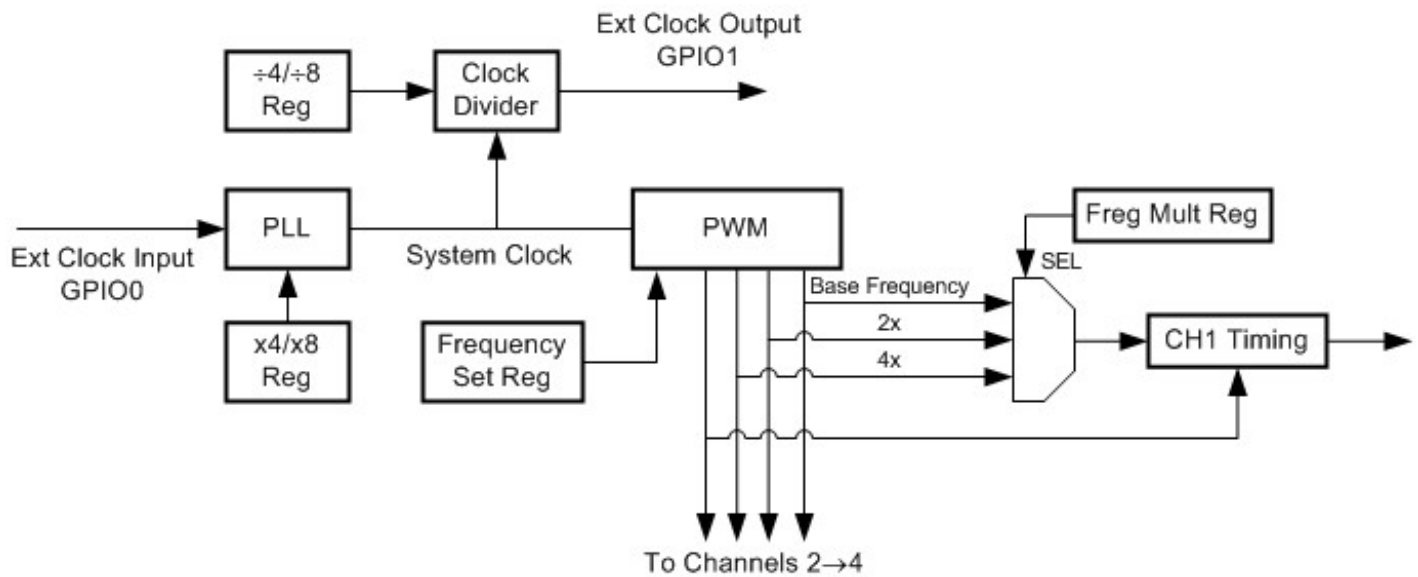 Ext Clock Output
GPIO1
÷4/÷8
Reg
Clock
Divider
PLL
PWM
Freg Mult Reg
Ext Clock Input
GPIO0
System Clock
SEL
Base Frequency
2x
4x
x4/x8
Reg
Frequency
Set Reg
CH1 Timing
To Channels 2→4